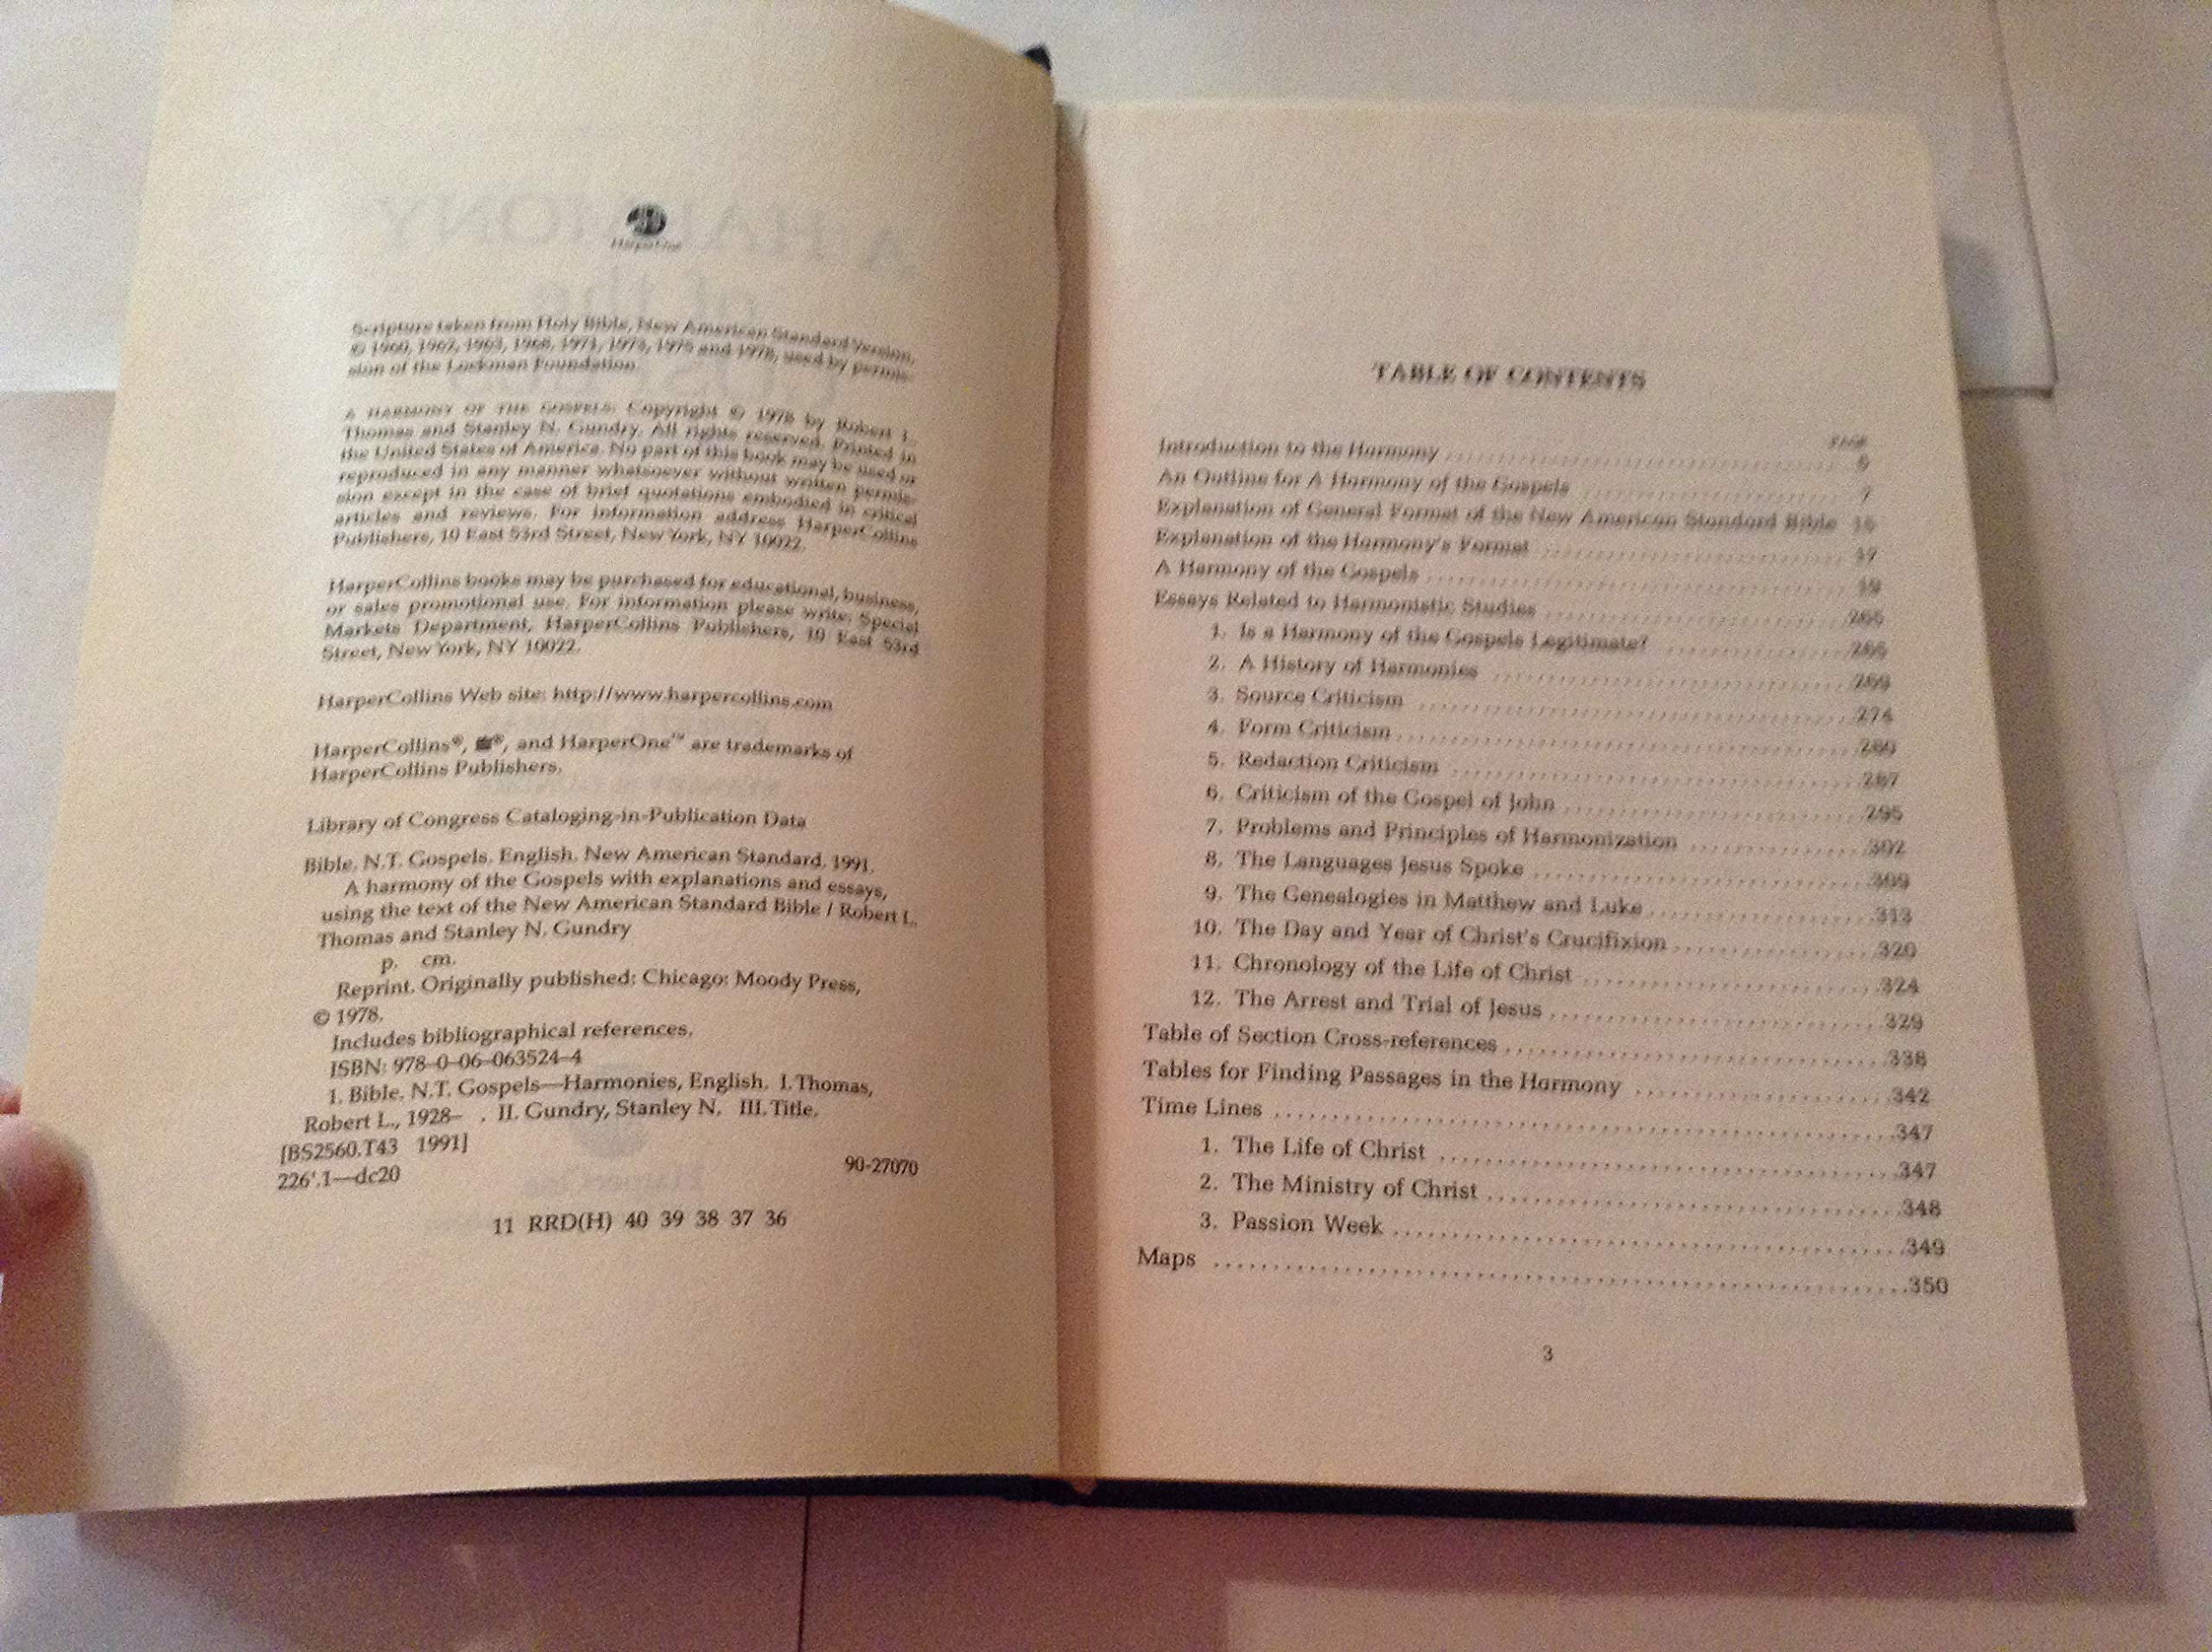 HarperOne
Scripture taken from Holy Bible, New American Standard Version,
© 1960, 1962, 1963, 1968, 1971, 1973, 1975 and 1978, used by permis-
sion of the Lockman Foundation.
A HARMONY OF THE GOSPELS. Copyright © 1978 by Robert L.
Thomas and Stanley N. Gundry. All rights reserved. Printed in
the United States of America. No part of this book may be used or
reproduced in any manner whatsoever without written permis-
sion except in the case of brief quotations embodied in critical
articles and reviews. For information address HarperCollins
Publishers, 10 East 53rd Street, New York, NY 10022.
HarperCollins books may be purchased for educational, business,
or sales promotional use. For information please write: Special
Markets Department, HarperCollins Publishers, 10 East 53rd
Street, New York, NY 10022.
HarperCollins Web site: http://www.harpercollins.com
HarperCollins®, ®, and HarperOne™ are trademarks of
HarperCollins Publishers.
Library of Congress Cataloging-in-Publication Data
Bible. N.T. Gospels. English. New American Standard. 1991.
A harmony of the Gospels with explanations and essays,
using the text of the New American Standard Bible / Robert L.
Thomas and Stanley N. Gundry
p. cm.
Reprint. Originally published: Chicago: Moody Press,
© 1978.
Includes bibliographical references.
ISBN: 978-0-06-063524-4
1. Bible. N.T. Gospels—Harmonies, English. I. Thomas,
Robert L., 1928– . II. Gundry, Stanley N. III. Title.
[BS2560.T43 1991]
226'.1—dc20 90-27070
11 RRD(H) 40 39 38 37 36
TABLE OF CONTENTS
PAGE
Introduction to the Harmony
An Outline for A Harmony of the Gospels 7
Explanation of General Format of the New American Standard Bible
Explanation of the Harmony's Format 17
A Harmony of the Gospels
Essays Related to Harmonistic Studies 265
1. Is a Harmony of the Gospels Legitimate? 265
2. A History of Harmonies 269
3. Source Criticism 274
4. Form Criticism 280
5. Redaction Criticism 287
6. Criticism of the Gospel of John 295
7. Problems and Principles of Harmonization 302
8. The Languages Jesus Spoke 309
9. The Genealogies in Matthew and Luke 313
10. The Day and Year of Christ's Crucifixion 320
11. Chronology of the Life of Christ 324
12. The Arrest and Trial of Jesus 329
Table of Section Cross-references 338
Tables for Finding Passages in the Harmony 342
Time Lines 347
1. The Life of Christ 347
2. The Ministry of Christ 348
3. Passion Week 349
Maps 350
3